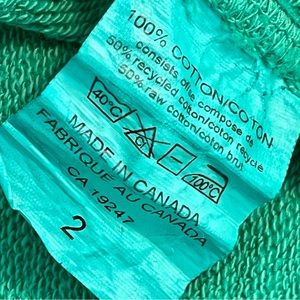 100% COTTON/COTON
consists of/se compose de
50% recycled cotton/coton recycle
50% raw cotton/coton brut
40°C 100°C
MADE IN CANADA
FABRIQUE AU CANADA
CA 19247
2